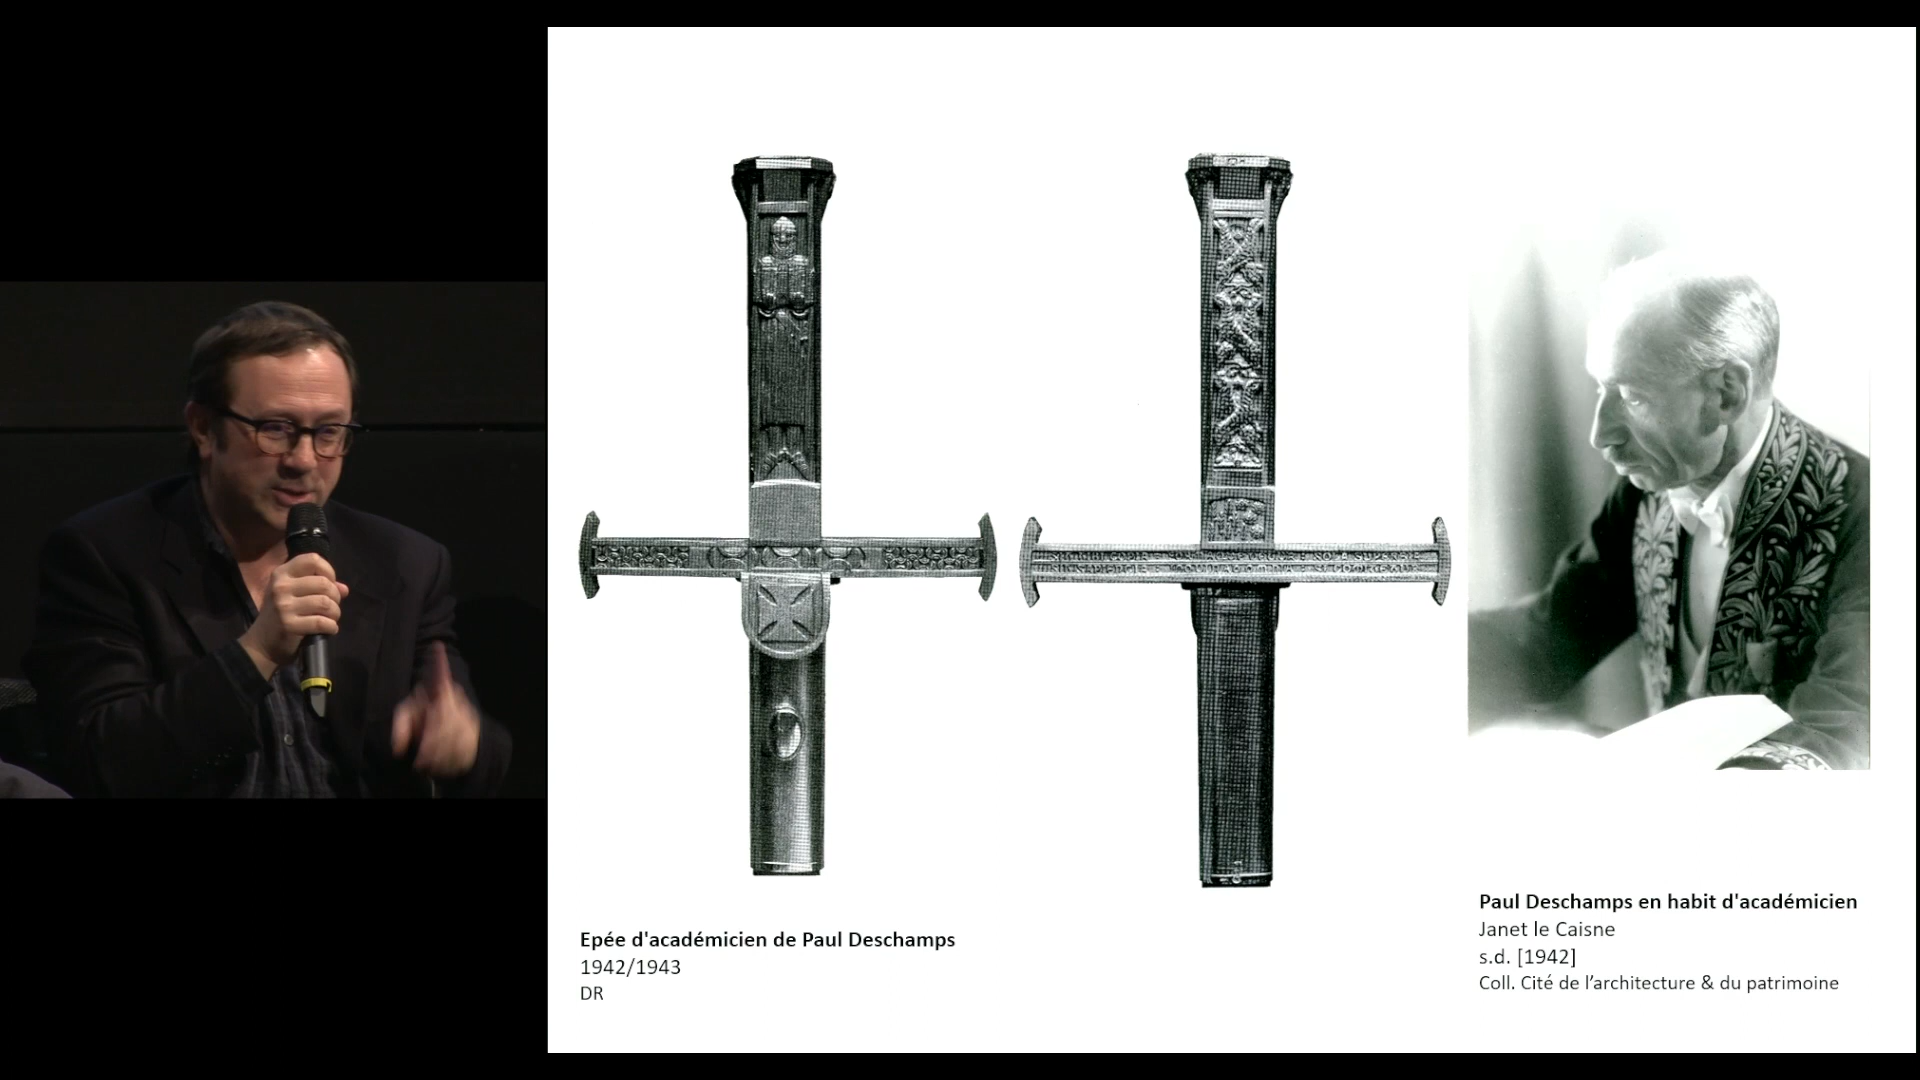 Epée d'académicien de Paul Deschamps
1942/1943
DR
Paul Deschamps en habit d'académicien
Janet le Caisne
s.d. [1942]
Coll. Cité de l’architecture & du patrimoine